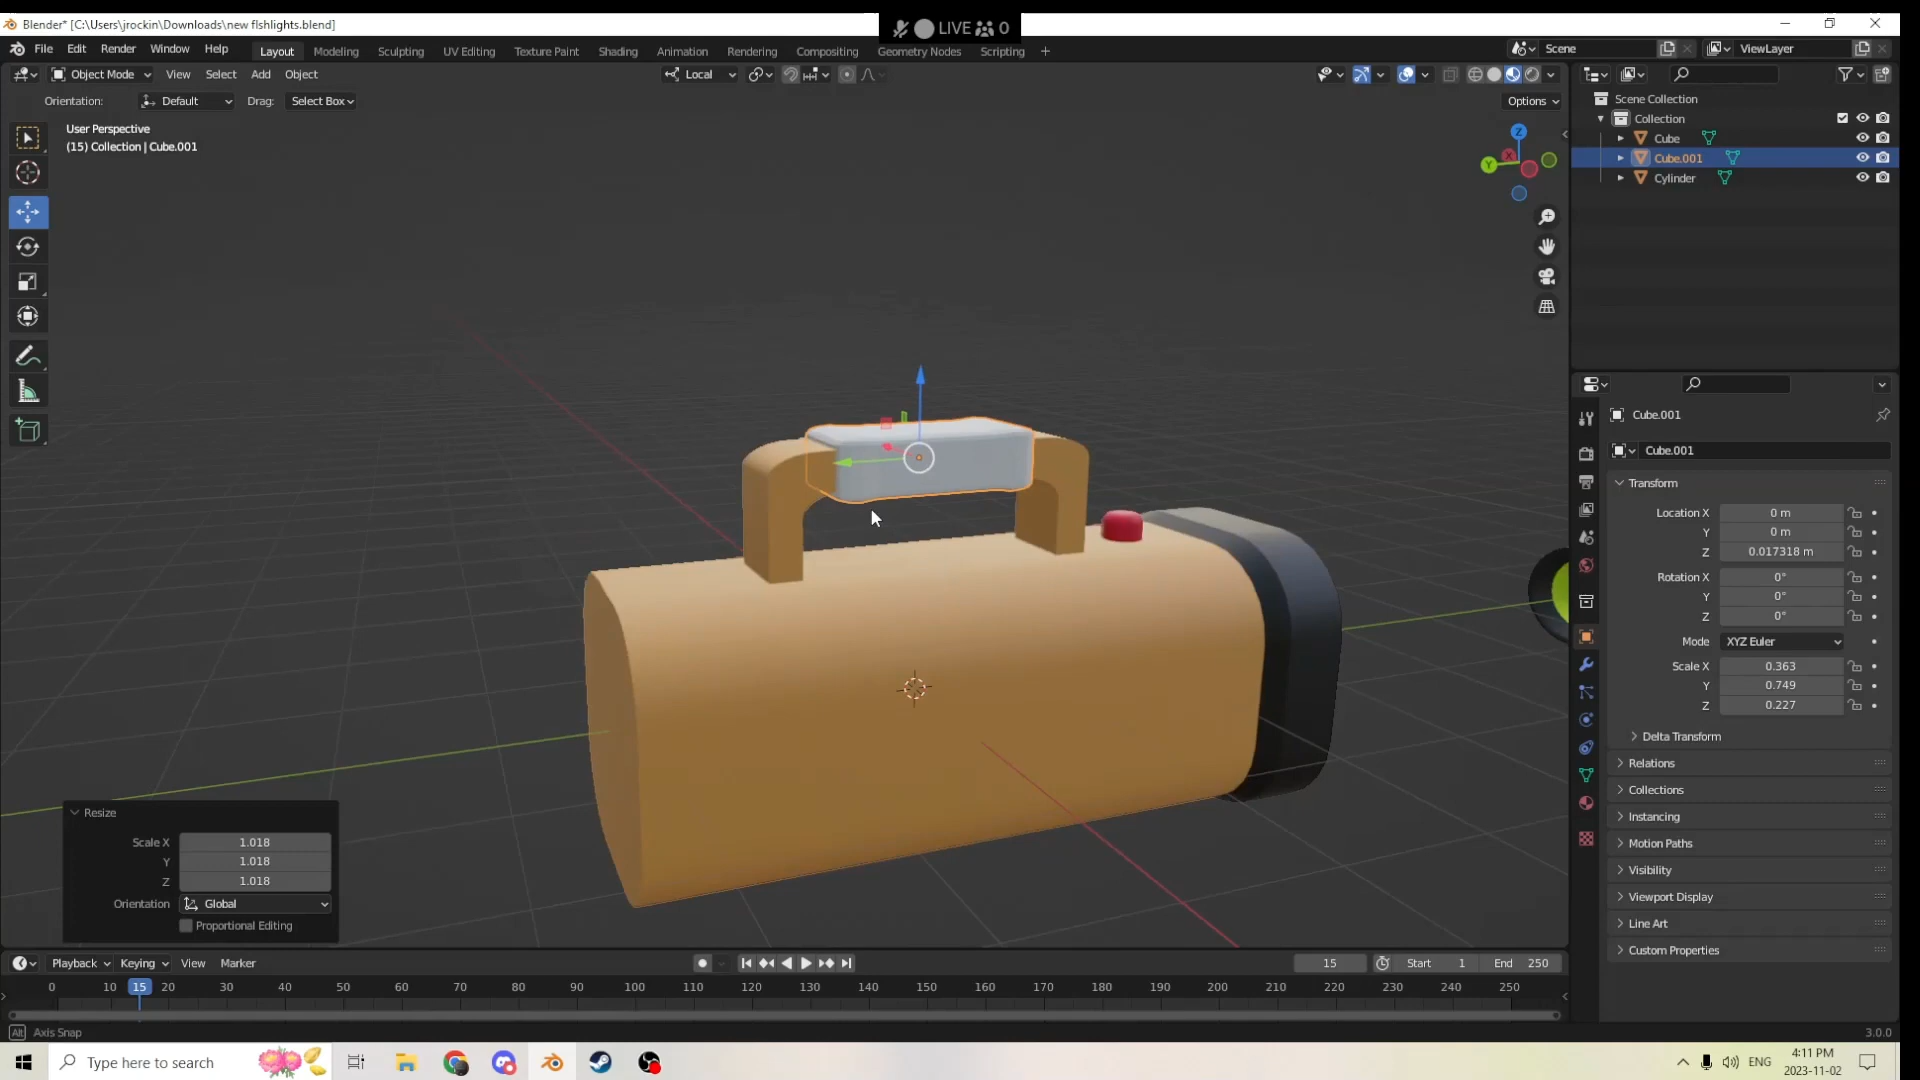 Blender* [C:\Users\jrockin\Downloads\new flshlights.blend]
LIVE 0
File Edit Render Window Help
Layout Modeling Sculpting UV Editing Texture Paint Shading Animation Rendering Compositing Geometry Nodes Scripting +
Scene
ViewLayer
Object Mode View Select Add Object
Local
Orientation: Default Drag: Select Box
Options
User Perspective
(15) Collection | Cube.001
Z
Y
X
Scene Collection
Collection
Cube
Cube.001
Cylinder
Cube.001
Cube.001
Transform
Location X 0 m
Y 0 m
Z 0.017318 m
Rotation X 0°
Y 0°
Z 0°
Mode XYZ Euler
Scale X 0.363
Y 0.749
Z 0.227
Delta Transform
Relations
Collections
Instancing
Motion Paths
Visibility
Viewport Display
Line Art
Custom Properties
Resize
Scale X 1.018
Y 1.018
Z 1.018
Orientation Global
Proportional Editing
Playback Keying View Marker
15 Start 1 End 250
0 10 15 20 30 40 50 60 70 80 90 100 110 120 130 140 150 160 170 180 190 200 210 220 230 240 250
Alt Axis Snap
3.0.0
Type here to search
ENG
4:11 PM
2023-11-02